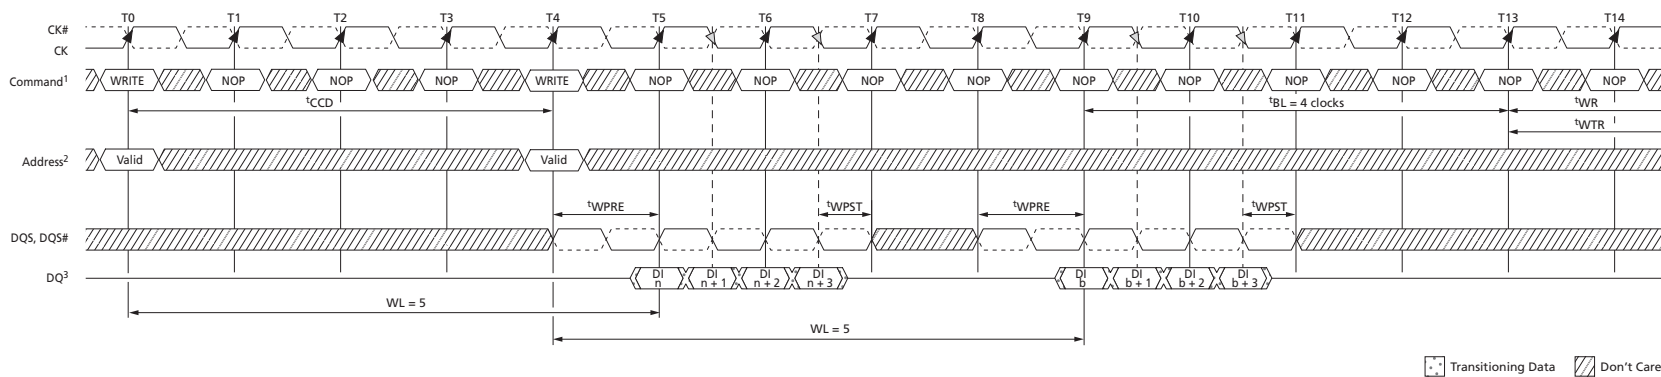 T0 T1 T2 T3 T4 T5 T6 T7 T8 T9 T10 T11 T12 T13 T14
CK#
CK
Command1 WRITE NOP NOP NOP WRITE NOP NOP NOP NOP NOP NOP NOP NOP NOP NOP
tCCD tBL = 4 clocks tWR
tWTR
Address2 Valid Valid
tWPRE tWPST tWPRE tWPST
DQS, DQS#
DQ3 DI n DI n + 1 DI n + 2 DI n + 3 DI b DI b + 1 DI b + 2 DI b + 3
WL = 5
WL = 5
Transitioning Data Don't Care